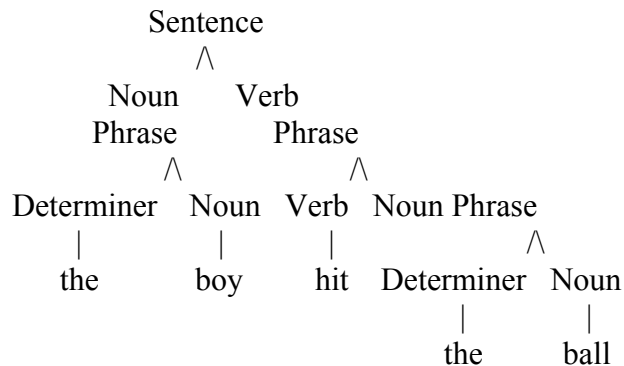 Sentence
/\
Noun Verb
Phrase Phrase
/\ /\
Determiner Noun Verb Noun Phrase
| | | /\
the boy hit Determiner Noun
| |
the ball